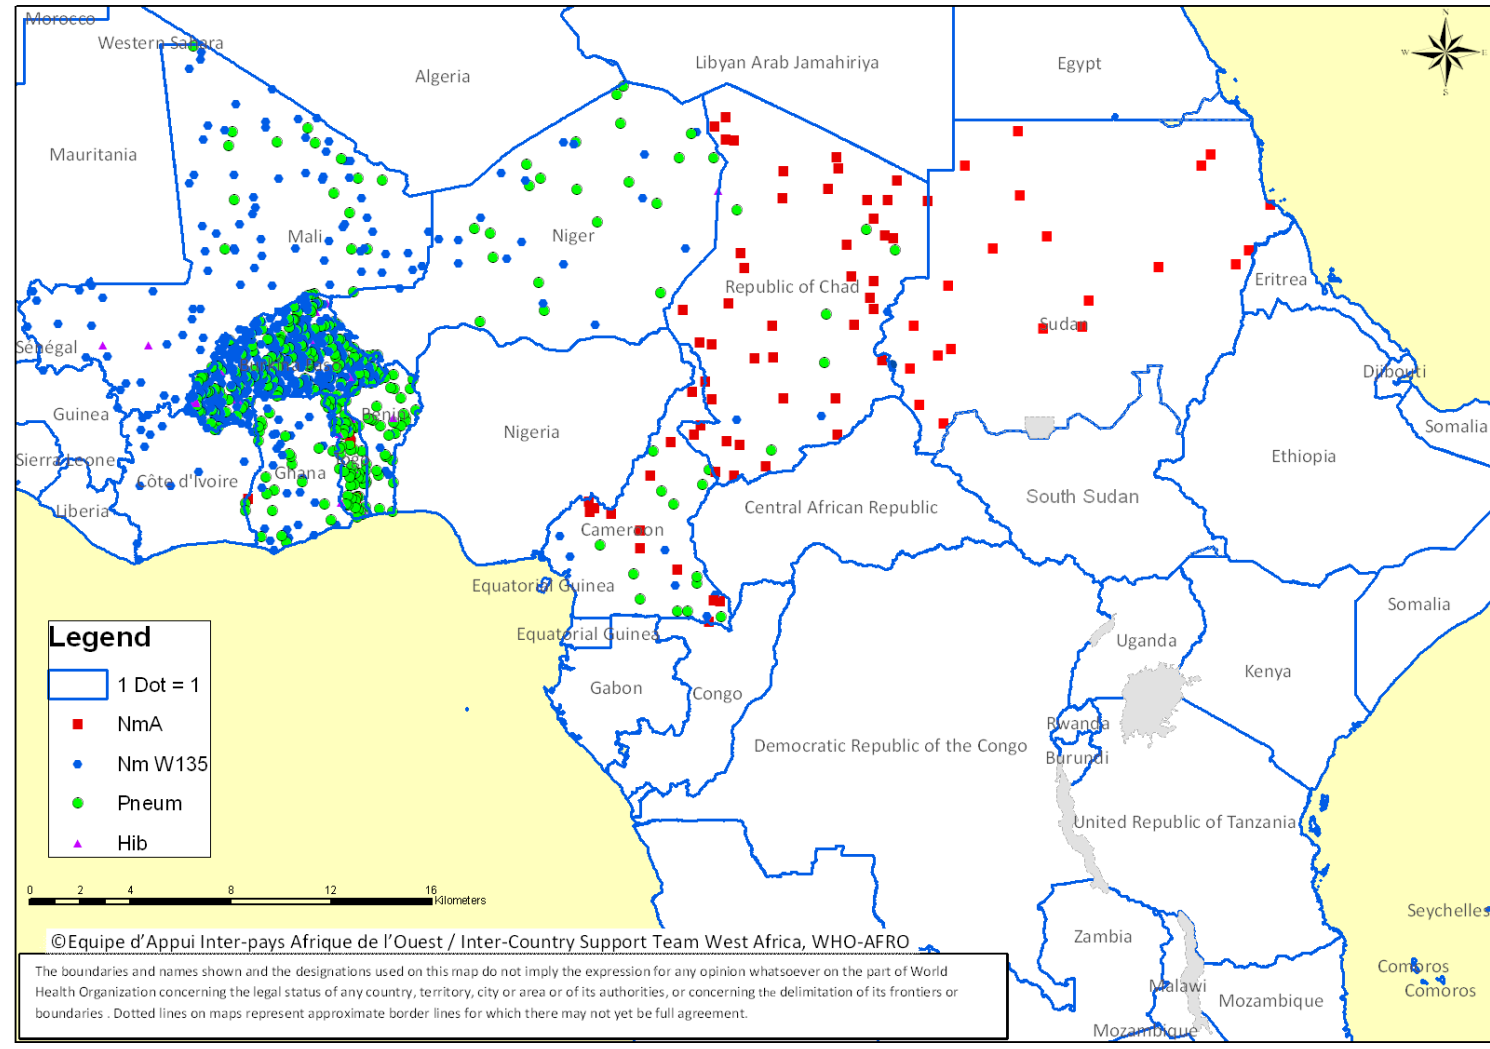 Morocco
Western Sahara
Algeria
Libyan Arab Jamahiriya
Egypt
N
W
E
S
Mauritania
Mali
Niger
Republic of Chad
Sudan
Eritrea
Sénégal
Djibouti
Guinea
Benin
Nigeria
Somalia
Sierra Leone
Côte d'Ivoire
Ghana
Togo
Ethiopia
Liberia
Cameroon
Central African Republic
South Sudan
Equatorial Guinea
Equatorial Guinea
Somalia
Uganda
Kenya
Gabon
Congo
Rwanda
Democratic Republic of the Congo
Burundi
United Republic of Tanzania
Seychelles
Zambia
Comoros
Comoros
Malawi
Mozambique
Mozambique
Legend
1 Dot = 1
NmA
Nm W135
Pneum
Hib
0 2 4 8 12 16
Kilometers
©Equipe d’Appui Inter-pays Afrique de l’Ouest / Inter-Country Support Team West Africa, WHO-AFRO
The boundaries and names shown and the designations used on this map do not imply the expression for any opinion whatsoever on the part of World
Health Organization concerning the legal status of any country, territory, city or area or of its authorities, or concerning the delimitation of its frontiers or
boundaries . Dotted lines on maps represent approximate border lines for which there may not yet be full agreement.